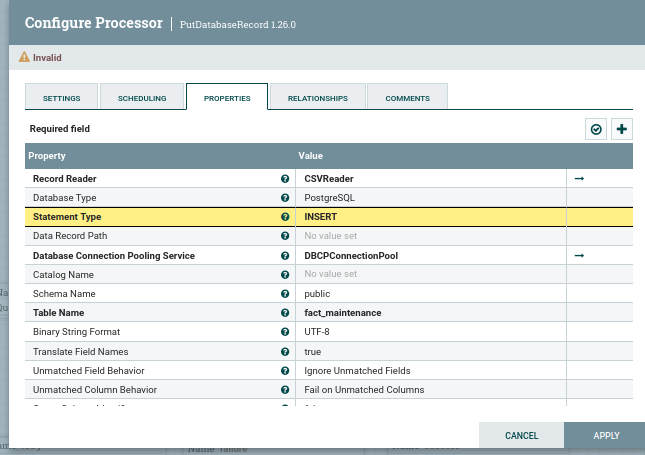 Configure Processor | PutDatabaseRecord 1.26.0
Invalid
SETTINGS SCHEDULING PROPERTIES RELATIONSHIPS COMMENTS
Required field
Property Value
Record Reader CSVReader
Database Type PostgreSQL
Statement Type INSERT
Data Record Path No value set
Database Connection Pooling Service DBCPConnectionPool
Catalog Name No value set
Schema Name public
Table Name fact_maintenance
Binary String Format UTF-8
Translate Field Names true
Unmatched Field Behavior Ignore Unmatched Fields
Unmatched Column Behavior Fail on Unmatched Columns
CANCEL APPLY